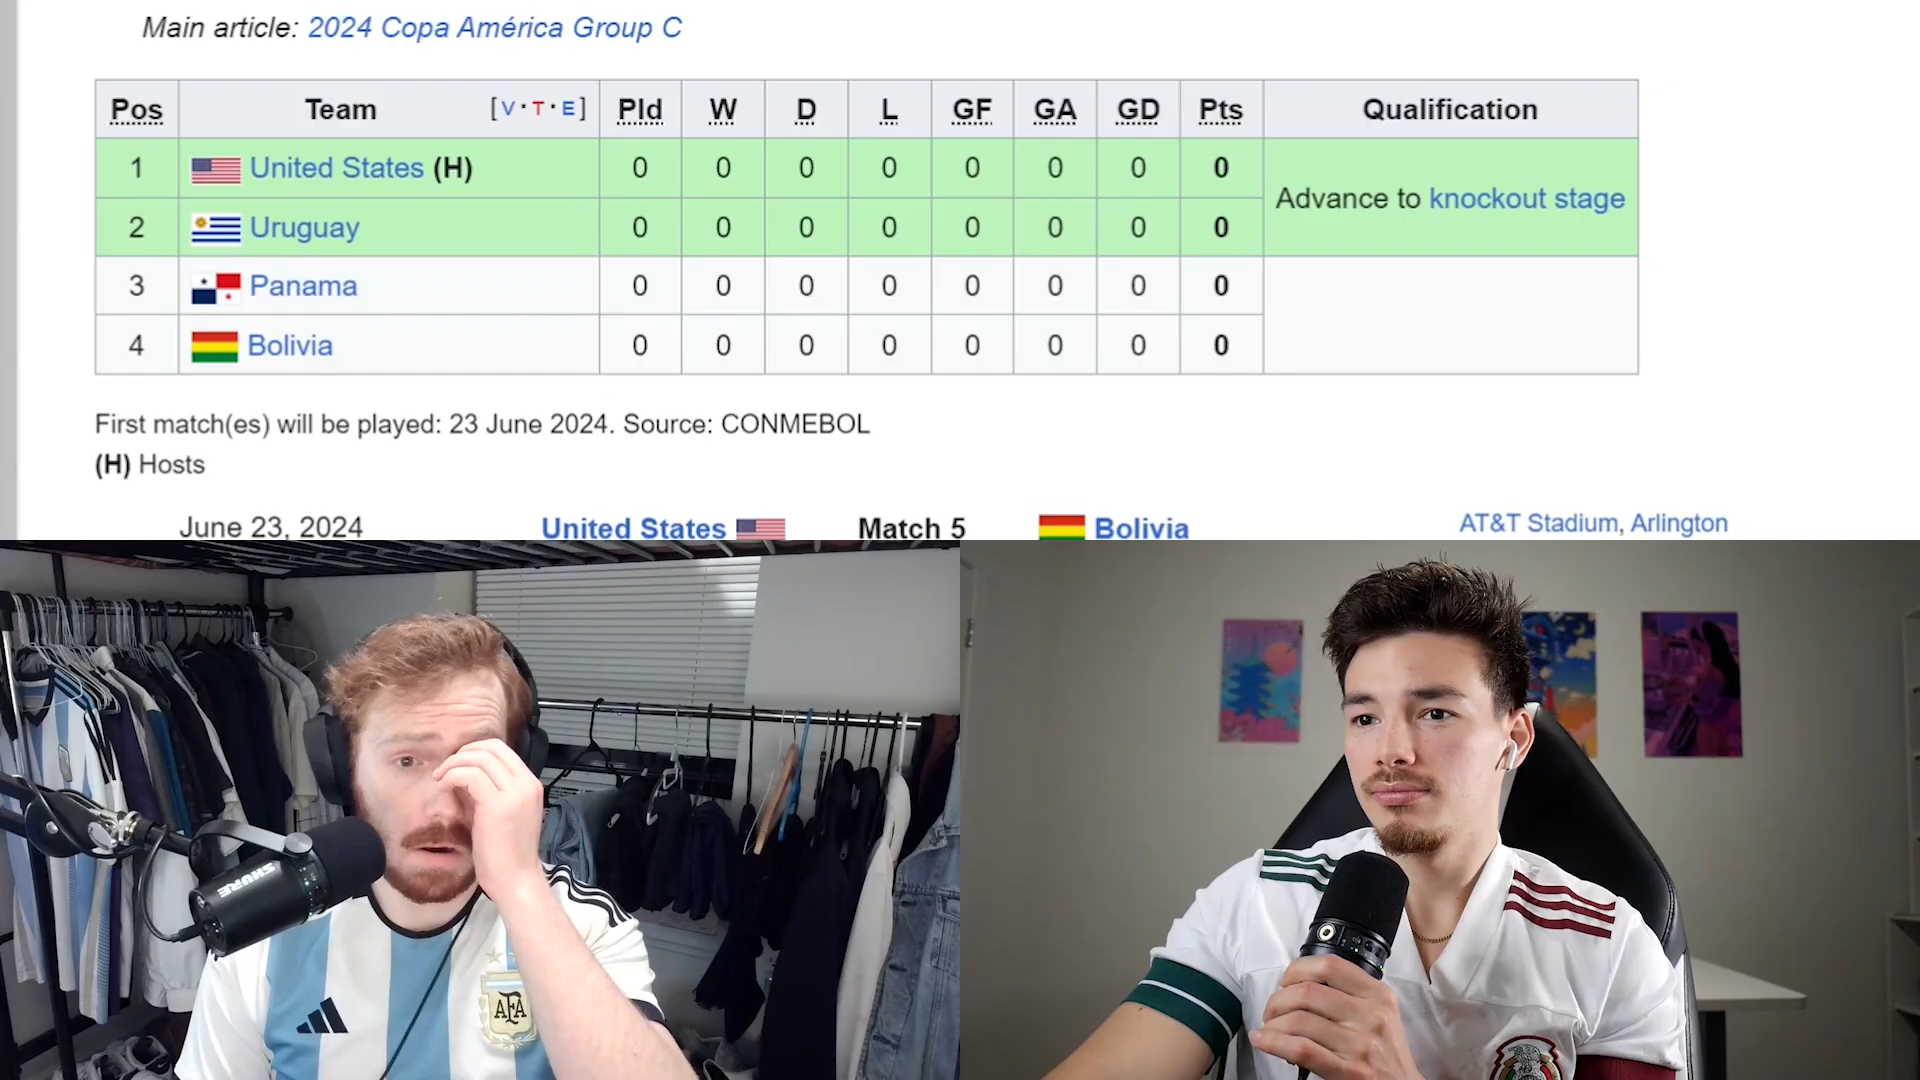 Main article: 2024 Copa América Group C
Pos Team [V·T·E] Pld W D L GF GA GD Pts Qualification
1 United States (H) 0 0 0 0 0 0 0 0 Advance to knockout stage
2 Uruguay 0 0 0 0 0 0 0 0
3 Panama 0 0 0 0 0 0 0 0
4 Bolivia 0 0 0 0 0 0 0 0
First match(es) will be played: 23 June 2024. Source: CONMEBOL
(H) Hosts
June 23, 2024 United States Match 5 Bolivia AT&T Stadium, Arlington
SHURE
AFA